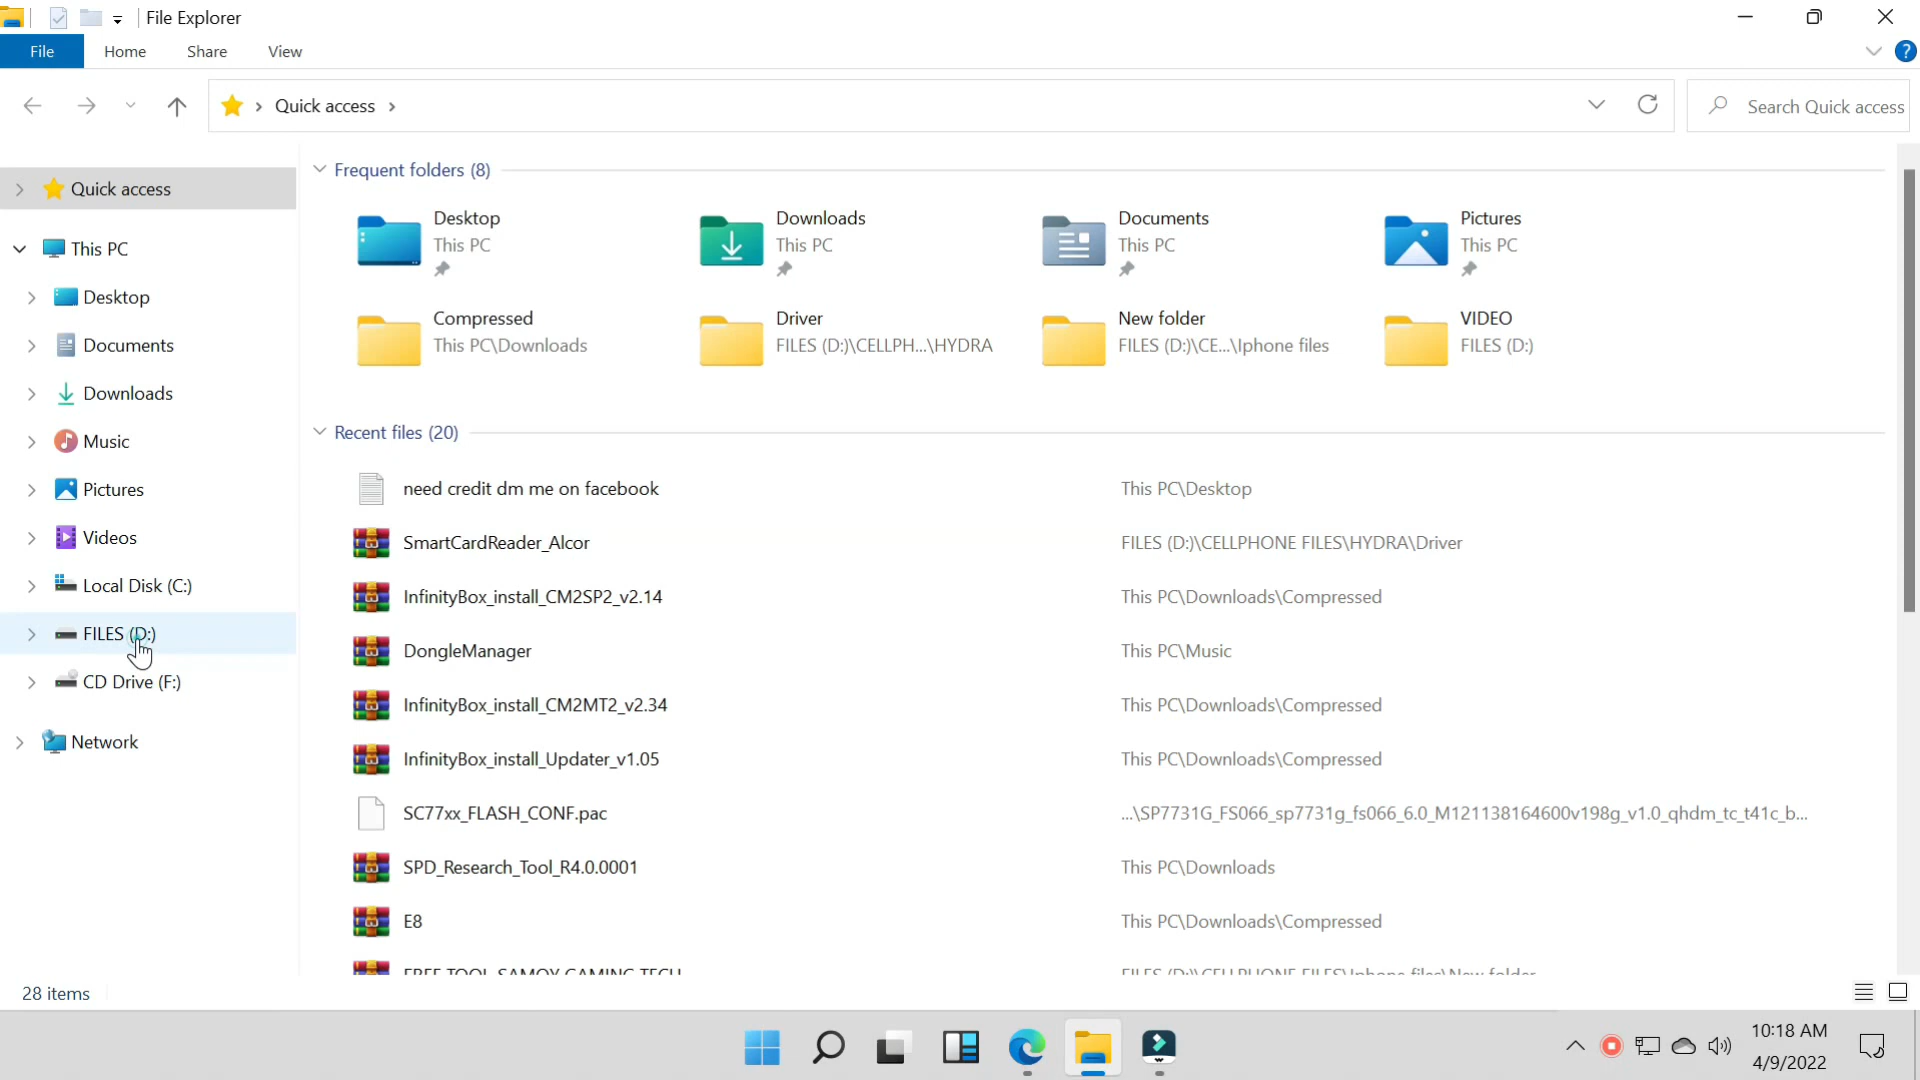 File Explorer
File Home Share View
Quick access
Search Quick access
Quick access
This PC
Desktop
Documents
Downloads
Music
Pictures
Videos
Local Disk (C:)
FILES (D:)
CD Drive (F:)
Network
Frequent folders (8)
Desktop
This PC
Downloads
This PC
Documents
This PC
Pictures
This PC
Compressed
This PC\Downloads
Driver
FILES (D:)\CELLPH...\HYDRA
New folder
FILES (D:)\CE...\Iphone files
VIDEO
FILES (D:)
Recent files (20)
need credit dm me on facebook This PC\Desktop
SmartCardReader_Alcor FILES (D:)\CELLPHONE FILES\HYDRA\Driver
InfinityBox_install_CM2SP2_v2.14 This PC\Downloads\Compressed
DongleManager This PC\Music
InfinityBox_install_CM2MT2_v2.34 This PC\Downloads\Compressed
InfinityBox_install_Updater_v1.05 This PC\Downloads\Compressed
SC77xx_FLASH_CONF.pac ...\SP7731G_FS066_sp7731g_fs066_6.0_M121138164600v198g_v1.0_qhdm_tc_t41c_b...
SPD_Research_Tool_R4.0.0001 This PC\Downloads
E8 This PC\Downloads\Compressed
FREE TOOL SAMOY GAMING TECH FILES (D:)\CELLPHONE FILES\Iphone files\New folder
28 items
10:18 AM
4/9/2022